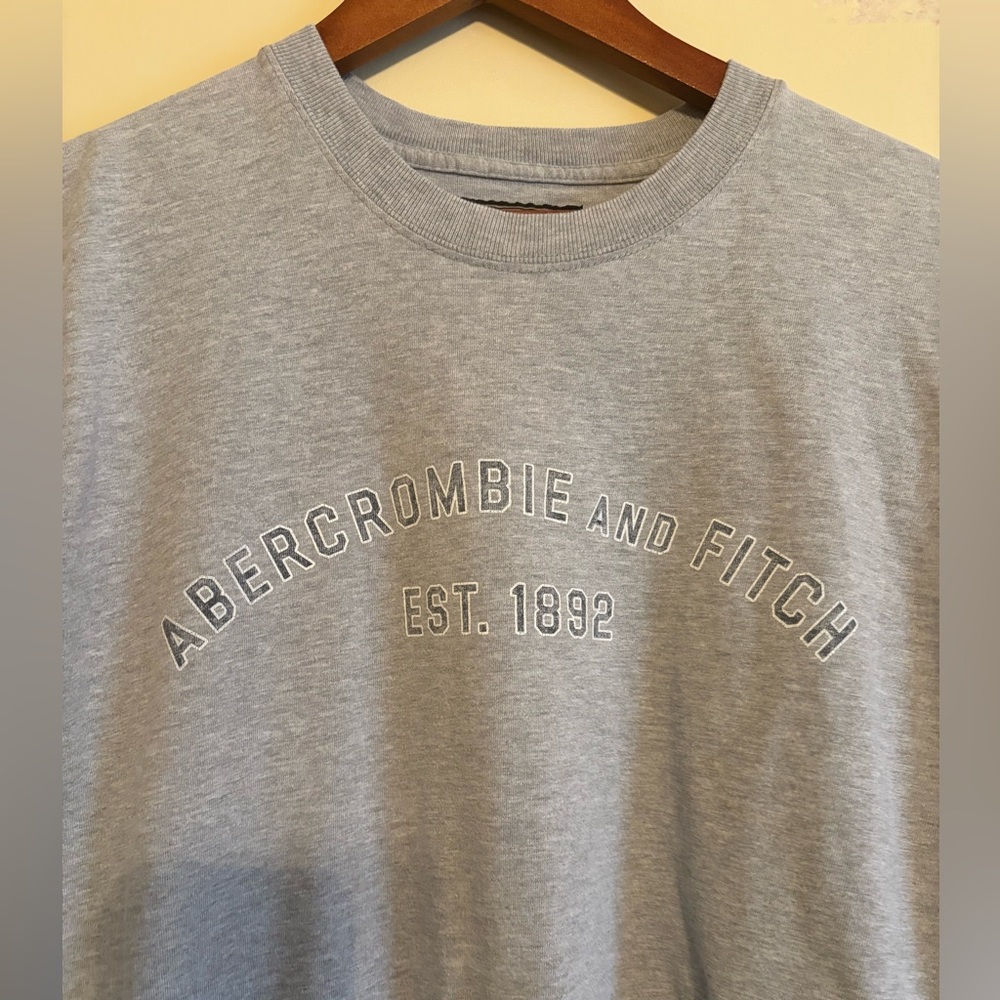 ABERCROMBIE AND FITCH
EST. 1892